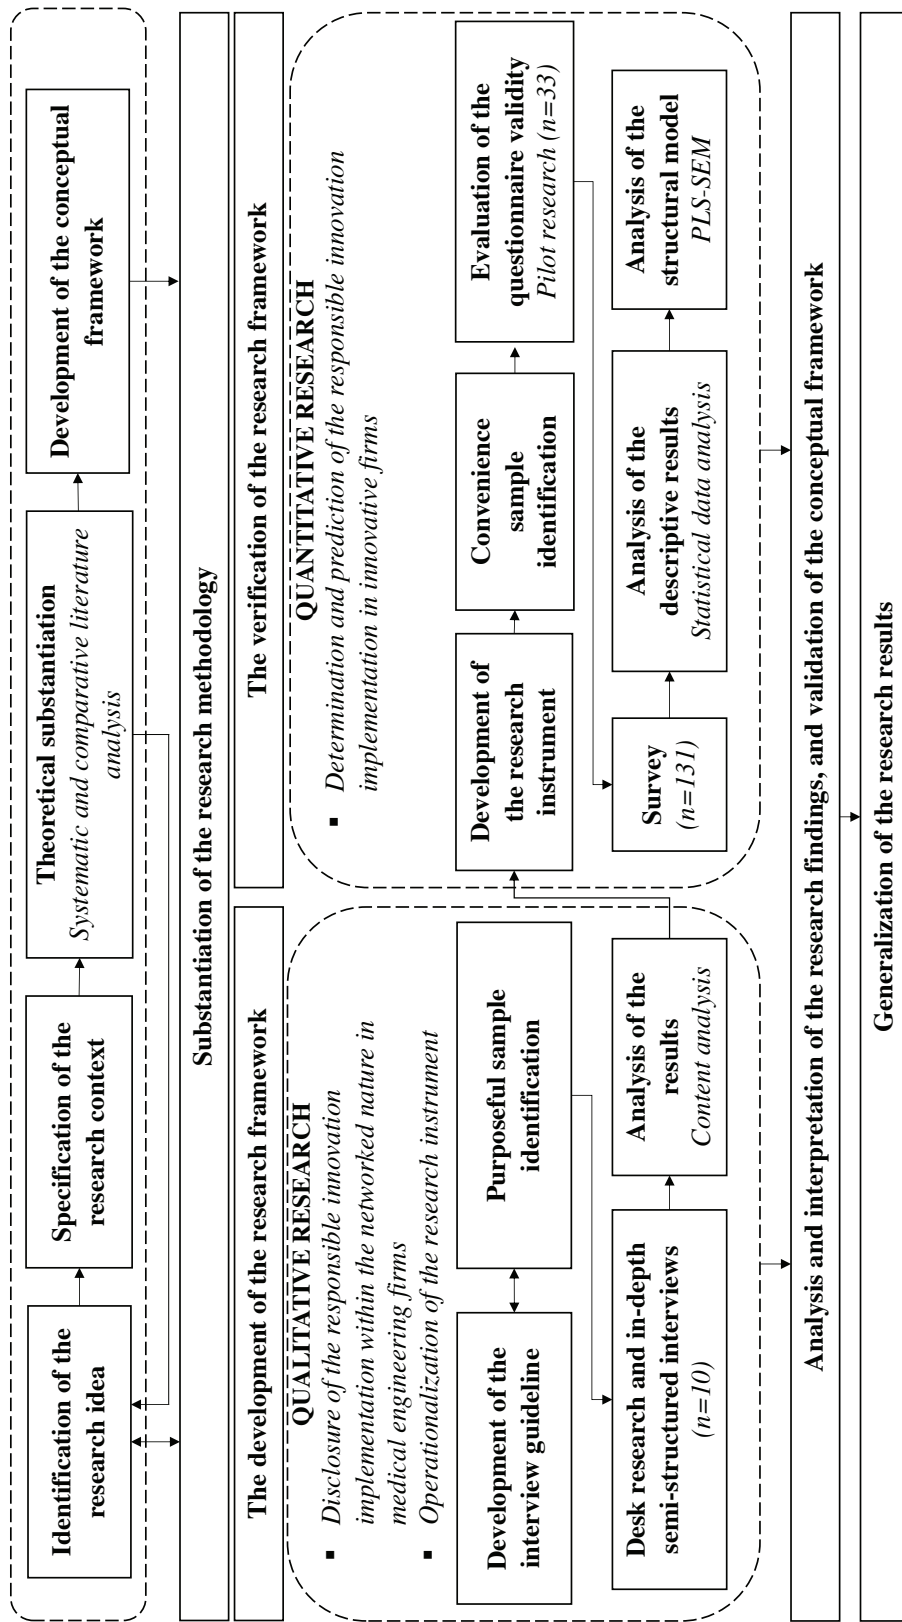 Identification of the
research idea
Specification of the
research context
Theoretical substantiation
Systematic and comparative literature
analysis
Development of the conceptual
framework
Substantiation of the research methodology
The development of the research framework
QUALITATIVE RESEARCH
▪ Disclosure of the responsible innovation
implementation within the networked nature in
medical engineering firms
▪ Operationalization of the research instrument
Development of the
interview guideline
Purposeful sample
identification
Desk research and in-depth
semi-structured interviews
(n=10)
Analysis of the
results
Content analysis
The verification of the research framework
QUANTITATIVE RESEARCH
▪ Determination and prediction of the responsible innovation
implementation in innovative firms
Development of
the research
instrument
Convenience
sample
identification
Evaluation of the
questionnaire validity
Pilot research (n=33)
Survey
(n=131)
Analysis of the
descriptive results
Statistical data analysis
Analysis of the
structural model
PLS-SEM
Analysis and interpretation of the research findings, and validation of the conceptual framework
Generalization of the research results